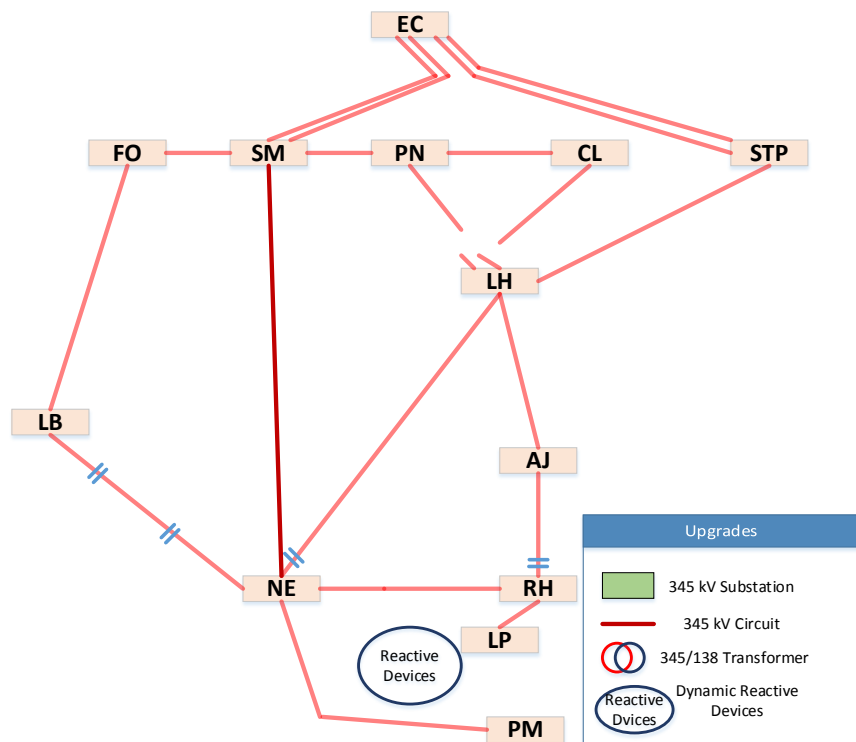 EC
FO
SM
PN
CL
STP
LH
LB
AJ
NE
RH
LP
PM
Reactive
Devices
Upgrades
345 kV Substation
345 kV Circuit
345/138 Transformer
Reactive
Dvices
Dynamic Reactive
Devices